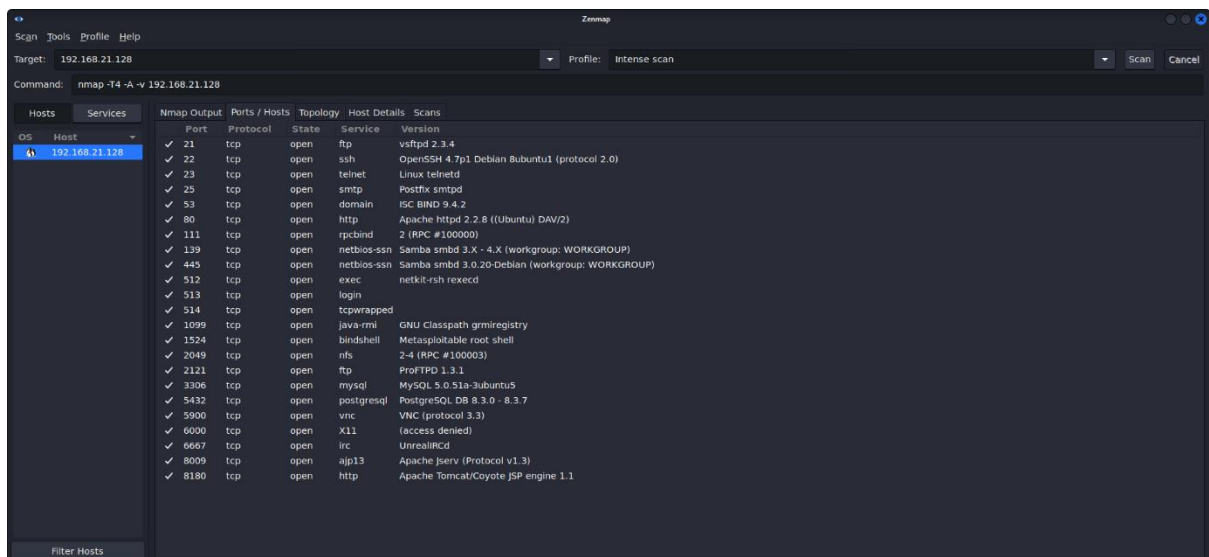 Zenmap
Scan Tools Profile Help
Target: 192.168.21.128 Profile: Intense scan Scan Cancel
Command: nmap -T4 -A -v 192.168.21.128
Hosts Services
OS Host
192.168.21.128
Filter Hosts
Nmap Output Ports / Hosts Topology Host Details Scans
Port Protocol State Service Version
21 tcp open ftp vsftpd 2.3.4
22 tcp open ssh OpenSSH 4.7p1 Debian 8ubuntu1 (protocol 2.0)
23 tcp open telnet Linux telnetd
25 tcp open smtp Postfix smtpd
53 tcp open domain ISC BIND 9.4.2
80 tcp open http Apache httpd 2.2.8 ((Ubuntu) DAV/2)
111 tcp open rpcbind 2 (RPC #100000)
139 tcp open netbios-ssn Samba smbd 3.X - 4.X (workgroup: WORKGROUP)
445 tcp open netbios-ssn Samba smbd 3.0.20-Debian (workgroup: WORKGROUP)
512 tcp open exec netkit-rsh rexecd
513 tcp open login
514 tcp open tcpwrapped
1099 tcp open java-rmi GNU Classpath grmiregistry
1524 tcp open bindshell Metasploitable root shell
2049 tcp open nfs 2-4 (RPC #100003)
2121 tcp open ftp ProFTPD 1.3.1
3306 tcp open mysql MySQL 5.0.51a-3ubuntu5
5432 tcp open postgresql PostgreSQL DB 8.3.0 - 8.3.7
5900 tcp open vnc VNC (protocol 3.3)
6000 tcp open X11 (access denied)
6667 tcp open irc UnrealIRCd
8009 tcp open ajp13 Apache Jserv (Protocol v1.3)
8180 tcp open http Apache Tomcat/Coyote JSP engine 1.1